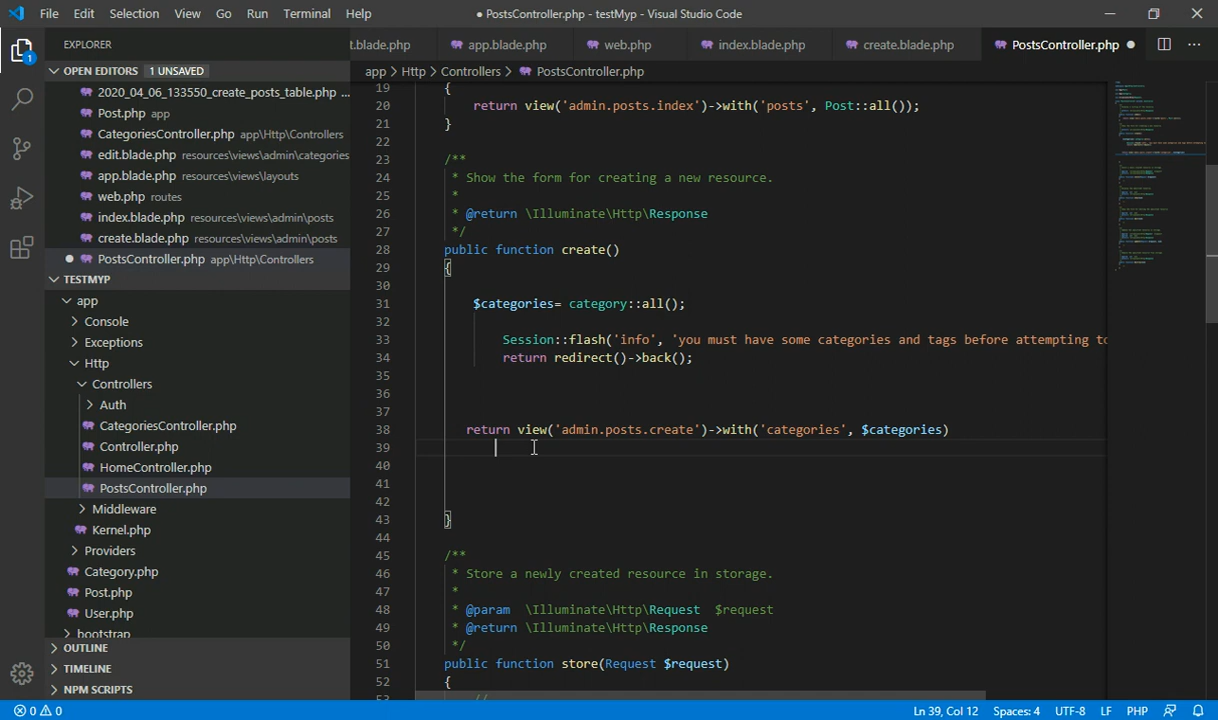 File Edit Selection View Go Run Terminal Help ● PostsController.php - testMyp - Visual Studio Code
EXPLORER
t.blade.php app.blade.php web.php index.blade.php create.blade.php PostsController.php
OPEN EDITORS 1 UNSAVED
app > Http > Controllers > PostsController.php
2020_04_06_133550_create_posts_table.php ...
Post.php app
CategoriesController.php app\Http\Controllers
edit.blade.php resources\views\admin\categories
app.blade.php resources\views\layouts
web.php routes
index.blade.php resources\views\admin\posts
create.blade.php resources\views\admin\posts
PostsController.php app\Http\Controllers
TESTMYP
app
Console
Exceptions
Http
Controllers
Auth
CategoriesController.php
Controller.php
HomeController.php
PostsController.php
Middleware
Kernel.php
Providers
Category.php
Post.php
User.php
bootstrap
OUTLINE
TIMELINE
NPM SCRIPTS
19 {
20 return view('admin.posts.index')->with('posts', Post::all());
21 }
22
23 /**
24 * Show the form for creating a new resource.
25 *
26 * @return \Illuminate\Http\Response
27 */
28 public function create()
29 {
30
31 $categories= category::all();
32
33 Session::flash('info', 'you must have some categories and tags before attempting to
34 return redirect()->back();
35
36
37
38 return view('admin.posts.create')->with('categories', $categories)
39
40
41
42
43 }
44
45 /**
46 * Store a newly created resource in storage.
47 *
48 * @param \Illuminate\Http\Request $request
49 * @return \Illuminate\Http\Response
50 */
51 public function store(Request $request)
52 {
53 //
0 0 Ln 39, Col 12 Spaces: 4 UTF-8 LF PHP